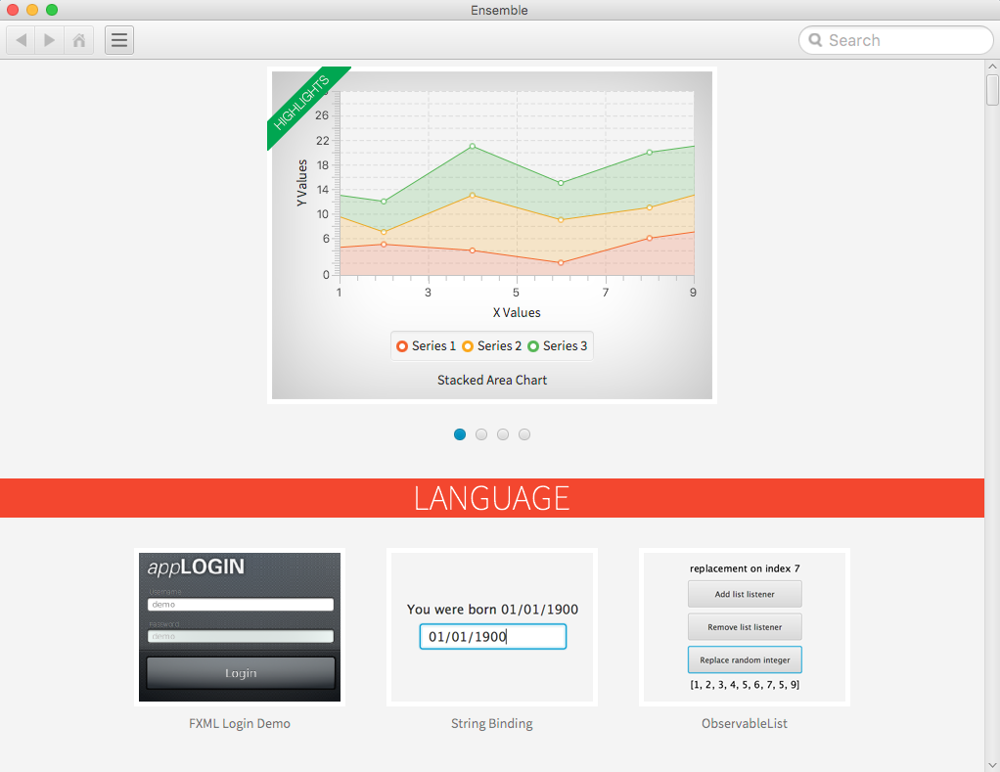 Ensemble
Search
HIGHLIGHTS
26
22
18
14
10
6
0
Y Values
1 3 5 7 9
X Values
Series 1 Series 2 Series 3
Stacked Area Chart
LANGUAGE
appLOGIN
Username
demo
Password
demo
Login
FXML Login Demo
You were born 01/01/1900
01/01/1900
String Binding
replacement on index 7
Add list listener
Remove list listener
Replace random integer
[1, 2, 3, 4, 5, 6, 7, 5, 9]
ObservableList